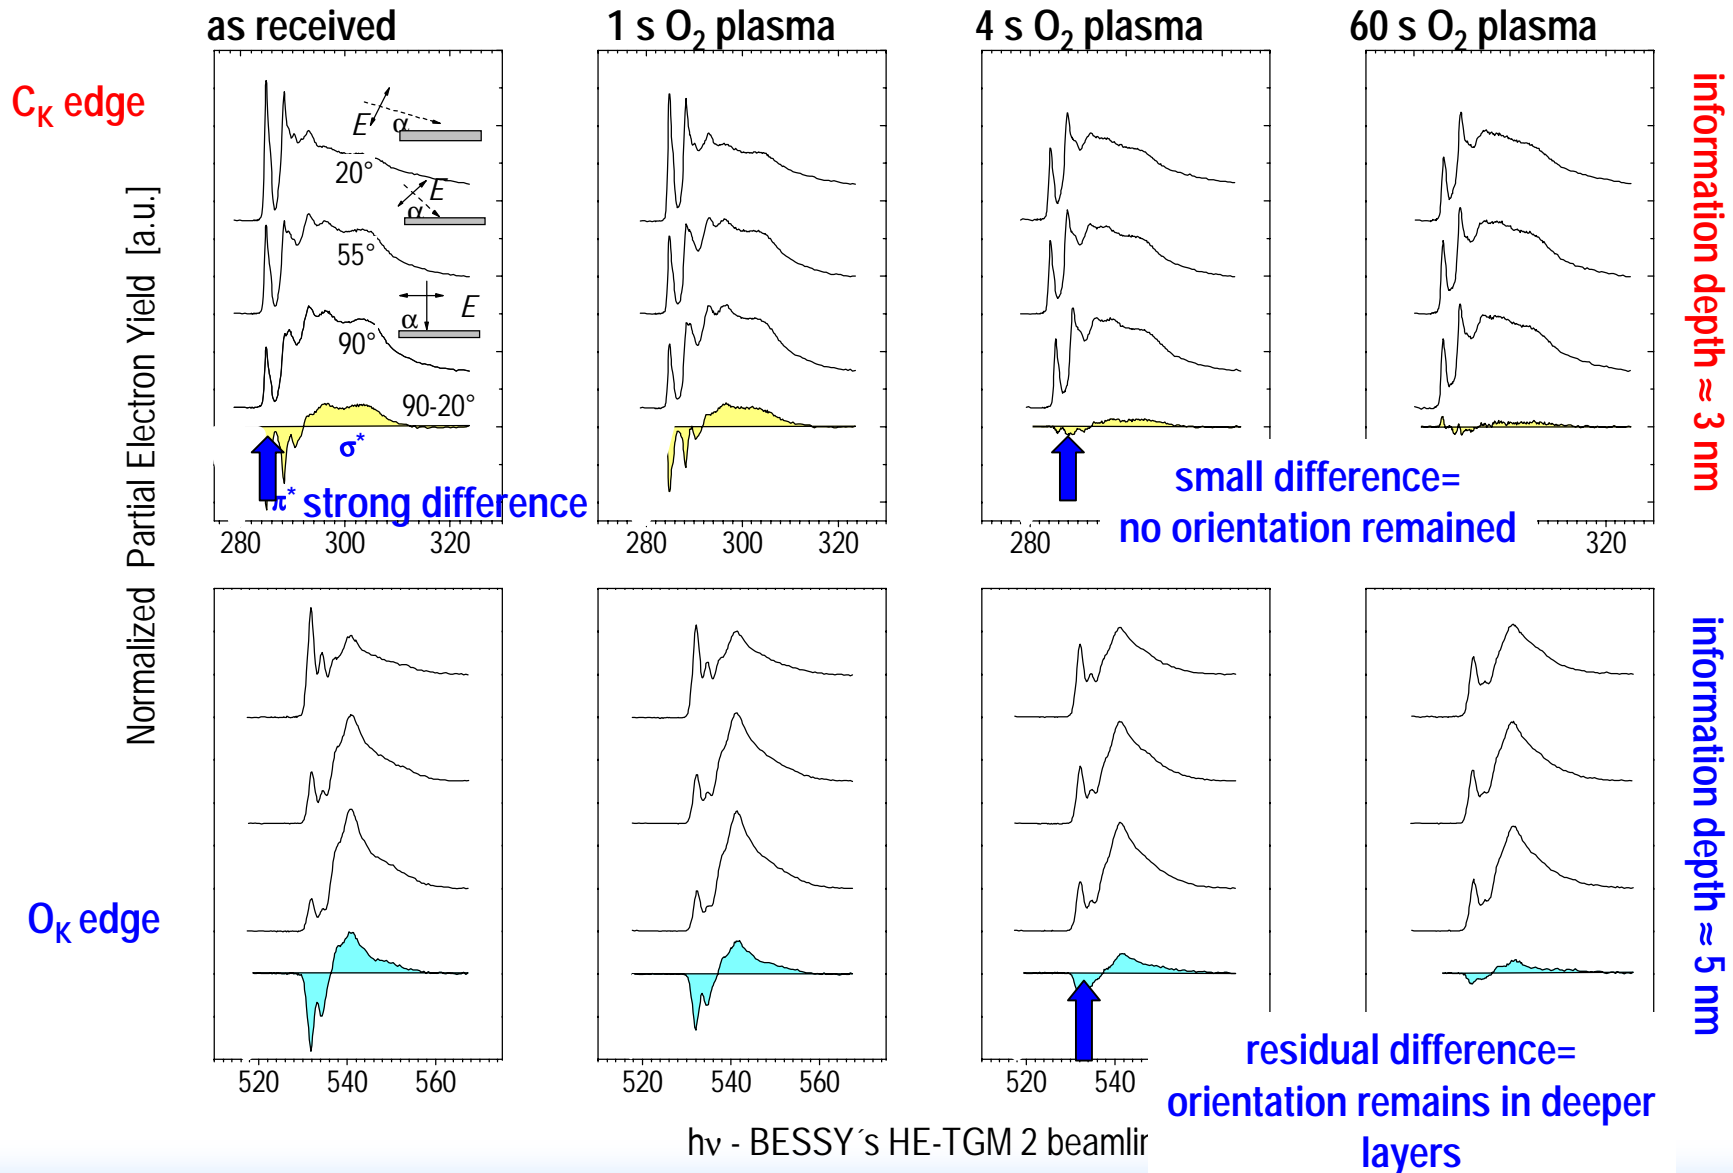 as received
1 s O₂ plasma
4 s O₂ plasma
60 s O₂ plasma
C_K edge
Normalized Partial Electron Yield [a.u.]
E
α
20°
E
α
55°
E
α
90°
90-20°
σ*
π* strong difference
small difference=
no orientation remained
information depth ≈ 3 nm
280 300 320
280 300 320
280
320
O_K edge
information depth ≈ 5 nm
residual difference=
orientation remains in deeper
layers
520 540 560
520 540 560
520 540
hν - BESSY´s HE-TGM 2